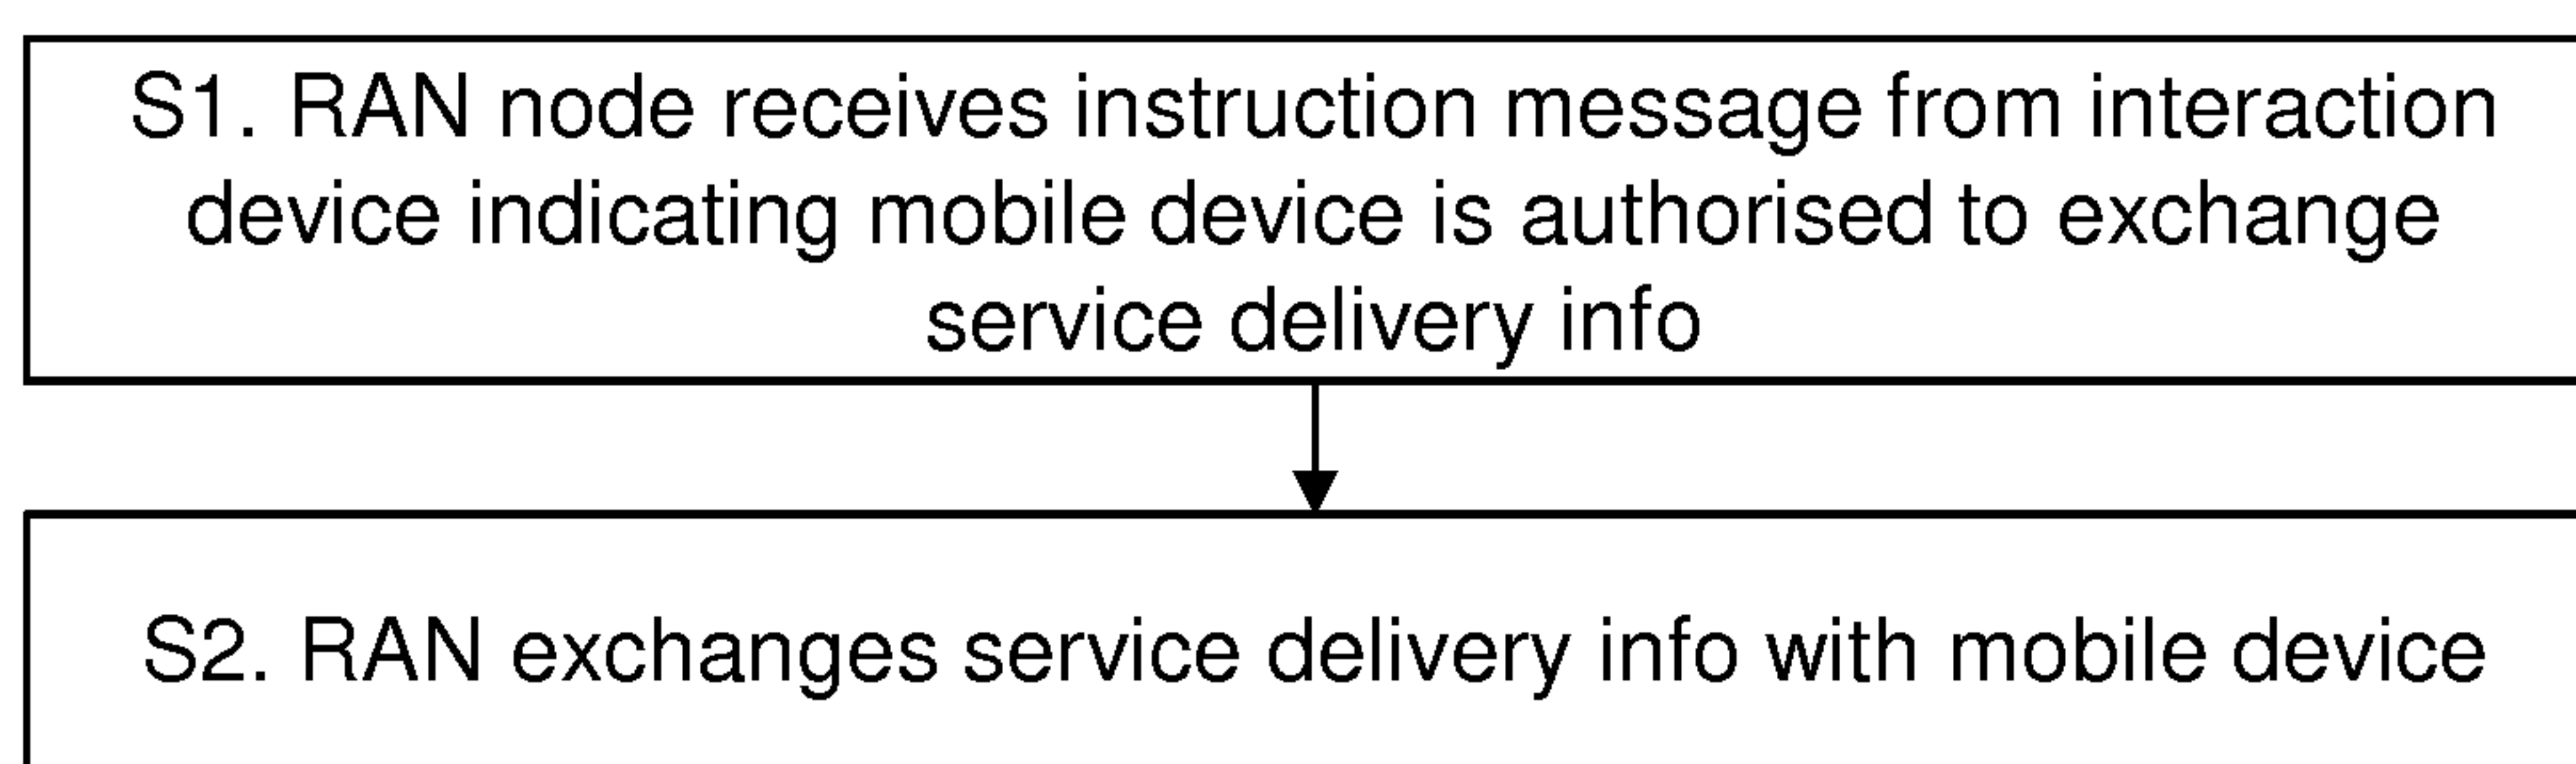 S1. RAN node receives instruction message from interaction
device indicating mobile device is authorised to exchange
service delivery info
S2. RAN exchanges service delivery info with mobile device